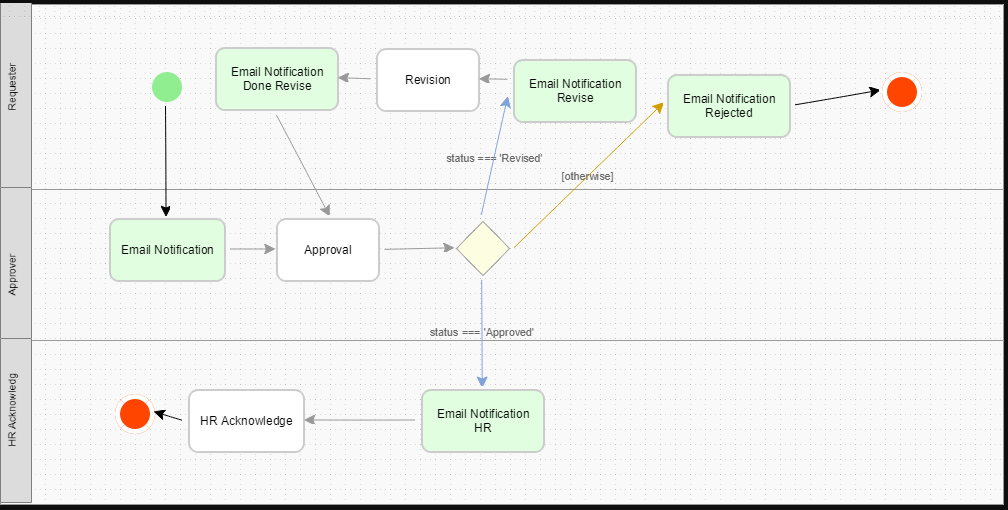 Requester
Email Notification
Done Revise
Revision
Email Notification
Revise
Email Notification
Rejected
status === 'Revised'
[otherwise]
Approver
Email Notification
Approval
status === 'Approved'
HR Acknowledg
HR Acknowledge
Email Notification
HR